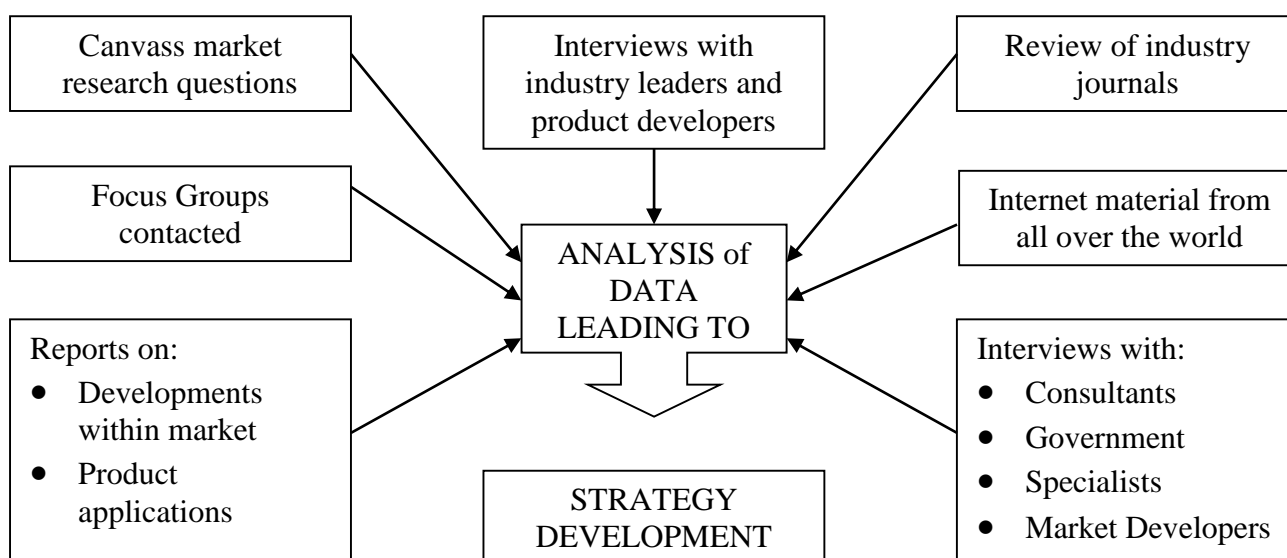 Canvass market
research questions
Interviews with
industry leaders and
product developers
Review of industry
journals
Focus Groups
contacted
Internet material from
all over the world
ANALYSIS of
DATA
LEADING TO
Reports on:
● Developments
within market
● Product
applications
Interviews with:
● Consultants
● Government
● Specialists
● Market Developers
STRATEGY
DEVELOPMENT